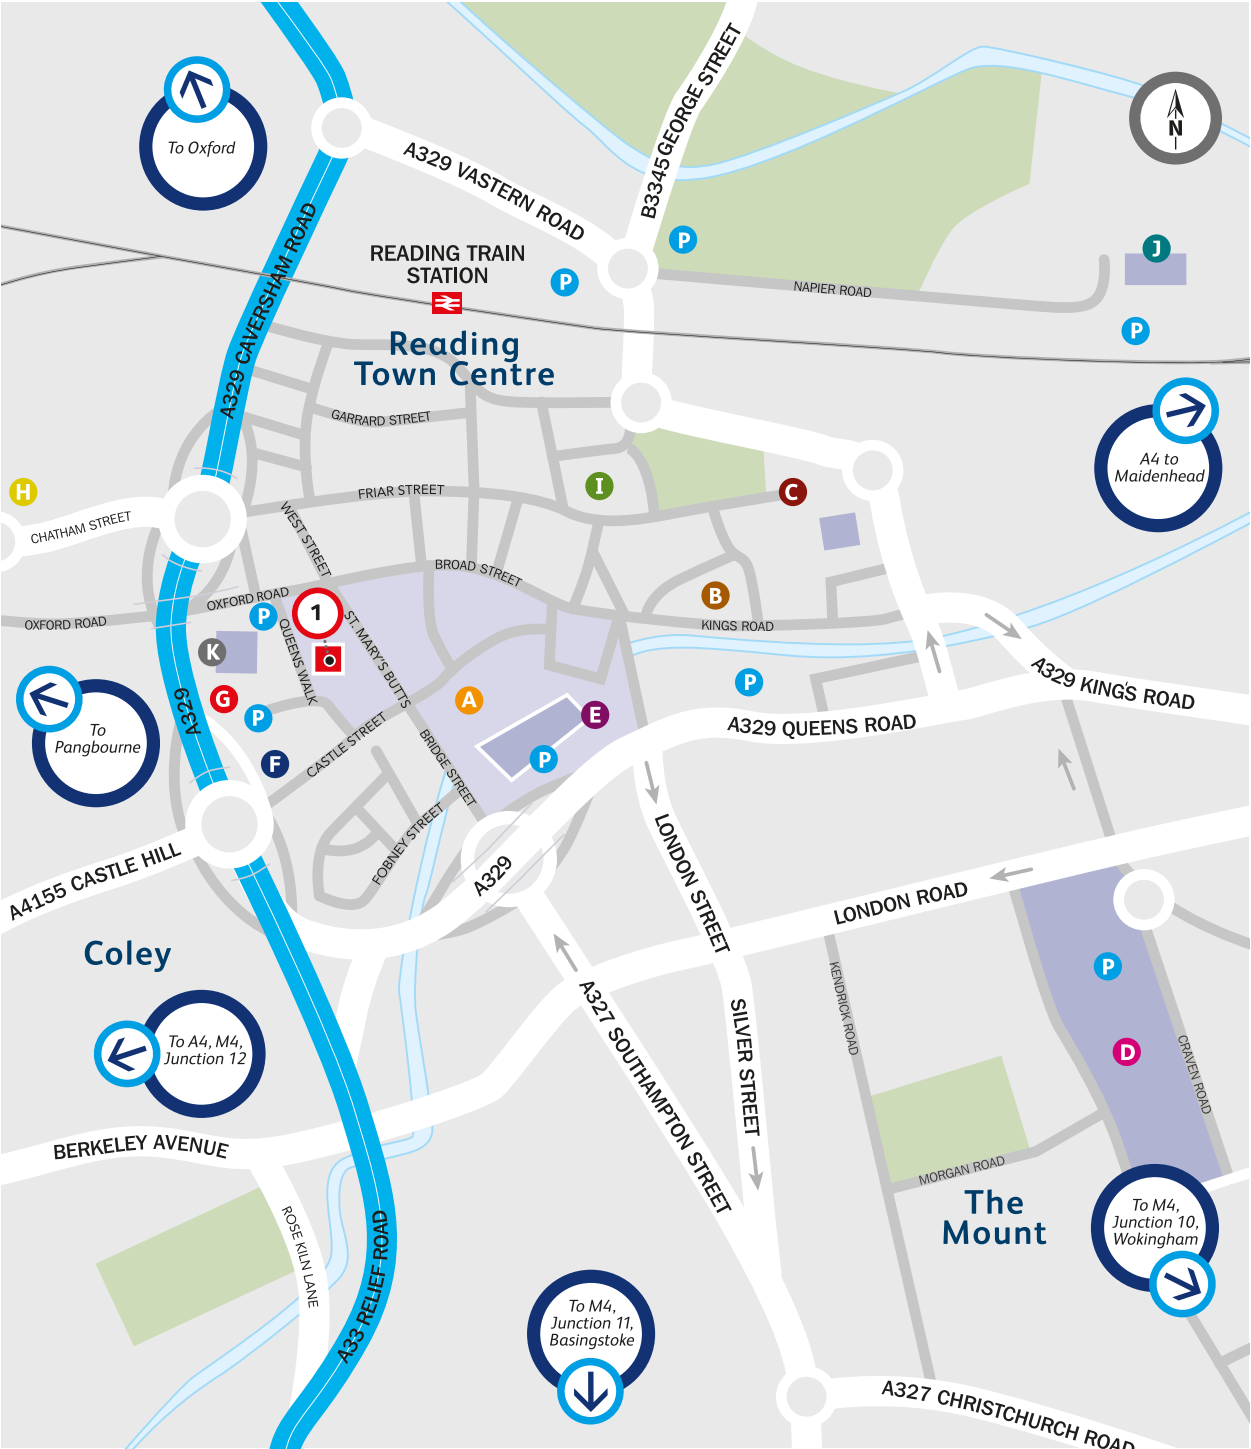 B3345 GEORGE STREET
To Oxford
A329 VASTERN ROAD
N
P
J
READING TRAIN
STATION
P
NAPIER ROAD
P
A329 CAVERSHAM ROAD
Reading
Town Centre
GARRARD STREET
A4 to
Maidenhead
H
CHATHAM STREET
FRIAR STREET
I
C
WEST STREET
BROAD STREET
OXFORD ROAD
OXFORD ROAD
P
1
B
KINGS ROAD
K
QUEENS WALK
ST. MARY'S BUTTS
P
A329 KING'S ROAD
G
P
A
E
A329 QUEENS ROAD
A329
To
Pangbourne
F
CASTLE STREET
BRIDGE STREET
P
FOBNEY STREET
A329
LONDON STREET
A4155 CASTLE HILL
LONDON ROAD
Coley
P
KENDRICK ROAD
A327 SOUTHAMPTON STREET
SILVER STREET
To A4, M4,
Junction 12
D
CRAVEN ROAD
BERKELEY AVENUE
MORGAN ROAD
The
Mount
To M4,
Junction 10,
Wokingham
ROSE KILN LANE
A33 RELIEF ROAD
To M4,
Junction 11,
Basingstoke
A327 CHRISTCHURCH ROAD